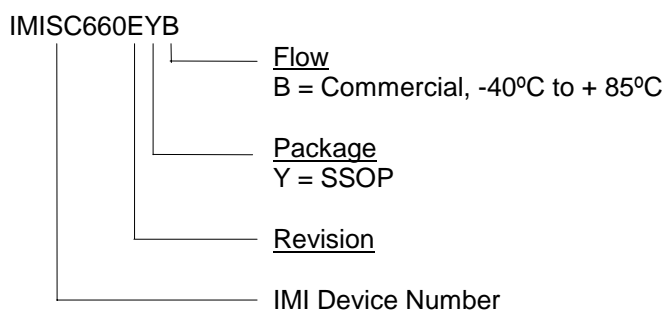 IMISC660EYB
Flow
B = Commercial, -40ºC to + 85ºC
Package
Y = SSOP
Revision
IMI Device Number